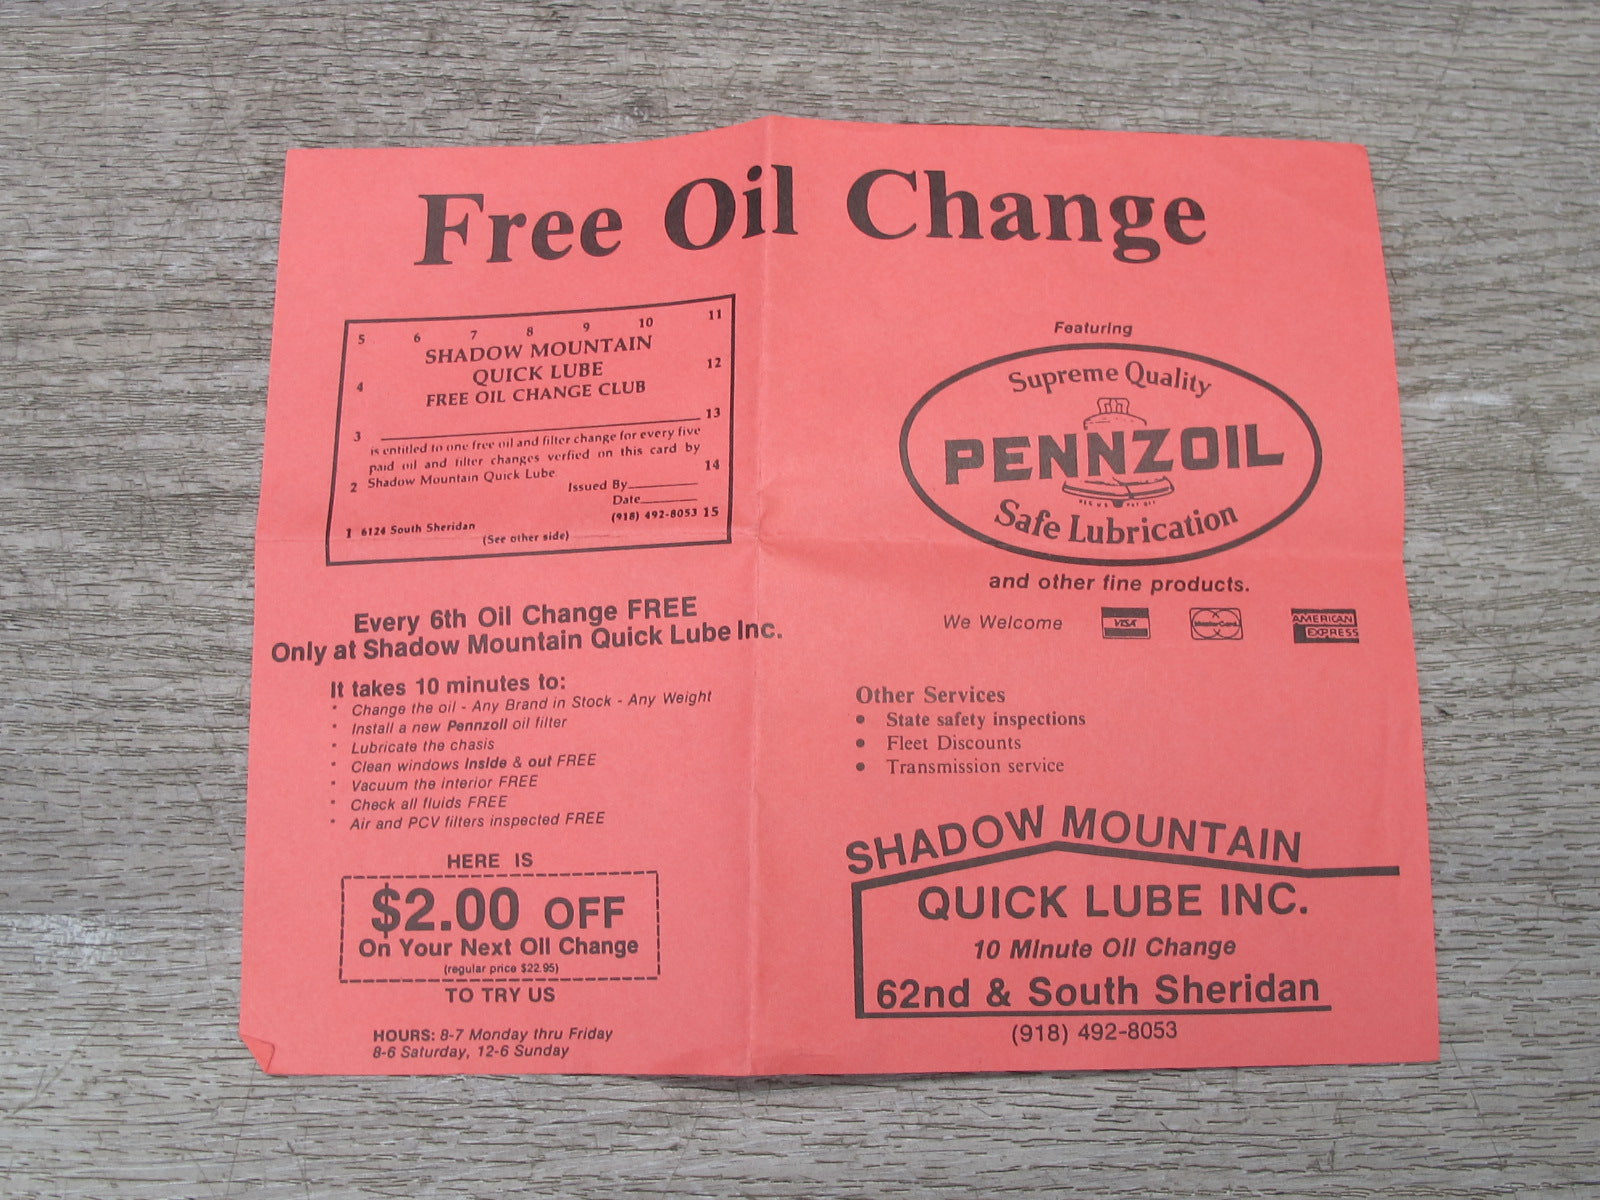 Free Oil Change
5 6 7 8 9 10 11
SHADOW MOUNTAIN
QUICK LUBE
12
4
FREE OIL CHANGE CLUB
13
3
is entitled to one free oil and filter change for every five
paid oil and filter changes verfied on this card by
14
2 Shadow Mountain Quick Lube.
Issued By
Date
(918) 492-8053 15
1 6124 South Sheridan
(See other side)
Every 6th Oil Change FREE
Only at Shadow Mountain Quick Lube Inc.
It takes 10 minutes to:
* Change the oil - Any Brand in Stock - Any Weight
* Install a new Pennzoil oil filter
* Lubricate the chasis
* Clean windows inside & out FREE
* Vacuum the interior FREE
* Check all fluids FREE
* Air and PCV filters inspected FREE
HERE IS
$2.00 OFF
On Your Next Oil Change
(regular price $22.95)
TO TRY US
HOURS: 8-7 Monday thru Friday
8-6 Saturday, 12-6 Sunday
Featuring
Supreme Quality
PENNZOIL
Safe Lubrication
and other fine products.
We Welcome VISA MasterCard AMERICAN
EXPRESS
Other Services
• State safety inspections
• Fleet Discounts
• Transmission service
SHADOW MOUNTAIN
QUICK LUBE INC.
10 Minute Oil Change
62nd & South Sheridan
(918) 492-8053